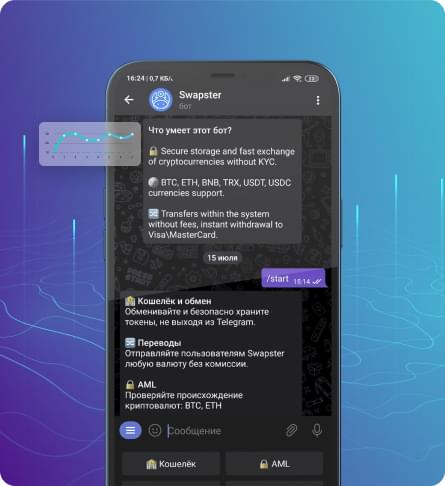 16:24 | 0,7 КБ/с
Swapster
бот
Что умеет этот бот?
🔒 Secure storage and fast exchange
of cryptocurrencies without KYC.
BTC, ETH, BNB, TRX, USDT, USDC
currencies support.
🔀 Transfers within the system
without fees, instant withdrawal to
Visa\MasterCard.
15 июля
/start 15:14
🏦 Кошелёк и обмен
Обменивайте и безопасно храните
токены, не выходя из Telegram.
🔀 Переводы
Отправляйте пользователям Swapster
любую валюту без комиссии.
🔒 AML
Проверяйте происхождение
криптовалют: BTC, ETH
Сообщение
🏦 Кошелёк
🔒 AML